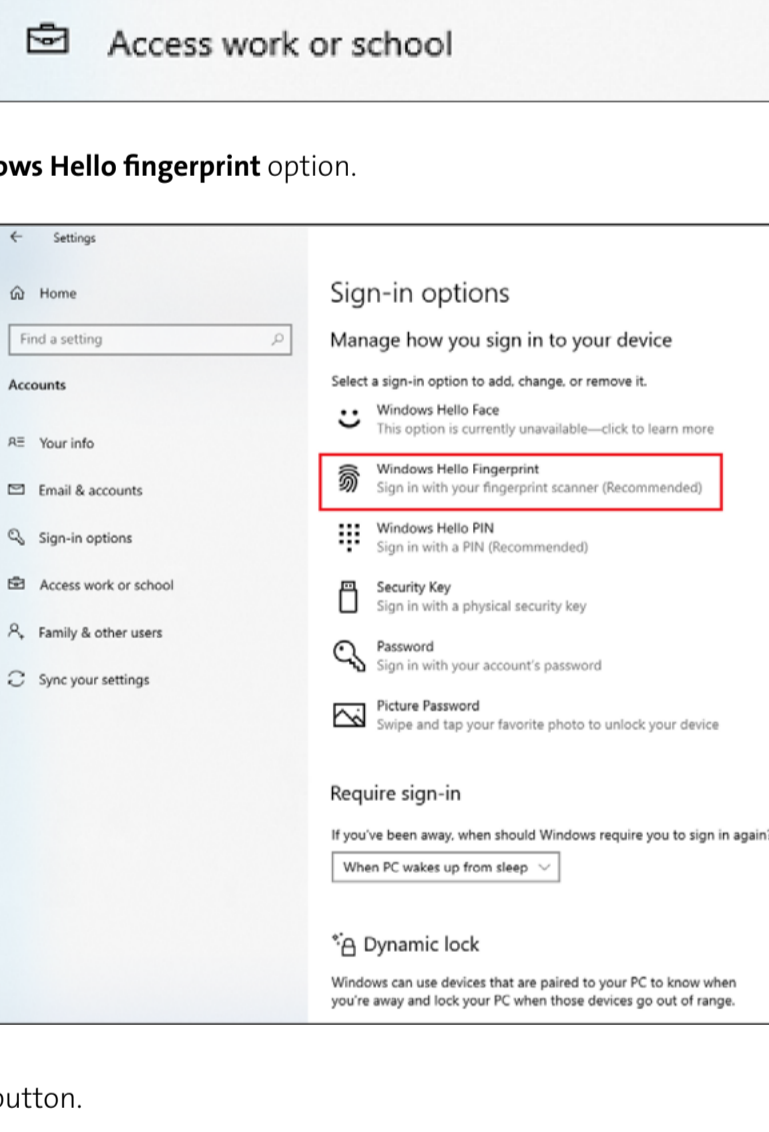 Access work or school
ows Hello fingerprint option.
Settings
Home
Find a setting
Accounts
Your info
Email & accounts
Sign-in options
Access work or school
Family & other users
Sync your settings
Sign-in options
Manage how you sign in to your device
Select a sign-in option to add, change, or remove it.
Windows Hello Face
This option is currently unavailable—click to learn more
Windows Hello Fingerprint
Sign in with your fingerprint scanner (Recommended)
Windows Hello PIN
Sign in with a PIN (Recommended)
Security Key
Sign in with a physical security key
Password
Sign in with your account's password
Picture Password
Swipe and tap your favorite photo to unlock your device
Require sign-in
If you've been away, when should Windows require you to sign in again?
When PC wakes up from sleep
Dynamic lock
Windows can use devices that are paired to your PC to know when
you're away and lock your PC when those devices go out of range.
button.